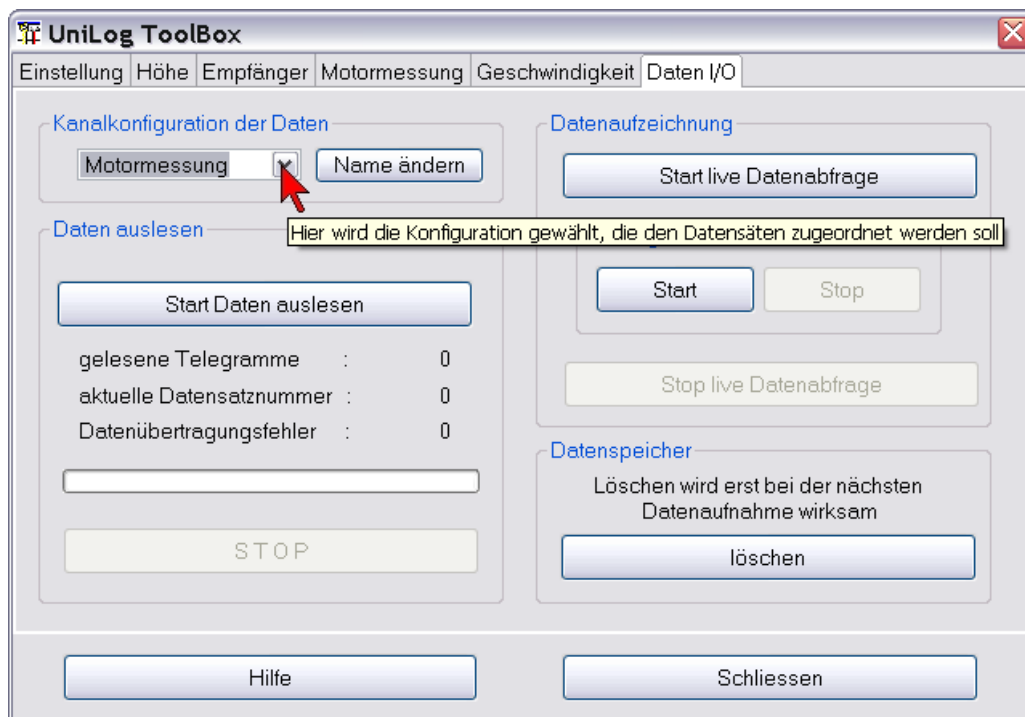 UniLog ToolBox
Einstellung Höhe Empfänger Motormessung Geschwindigkeit Daten I/O
Kanalkonfiguration der Daten
Motormessung
Name ändern
Daten auslesen
Hier wird die Konfiguration gewählt, die den Datensäten zugeordnet werden soll
Start Daten auslesen
gelesene Telegramme : 0
aktuelle Datensatznummer : 0
Datenübertragungsfehler : 0
STOP
Datenaufzeichnung
Start live Datenabfrage
Start
Stop
Stop live Datenabfrage
Datenspeicher
Löschen wird erst bei der nächsten
Datenaufnahme wirksam
löschen
Hilfe
Schliessen